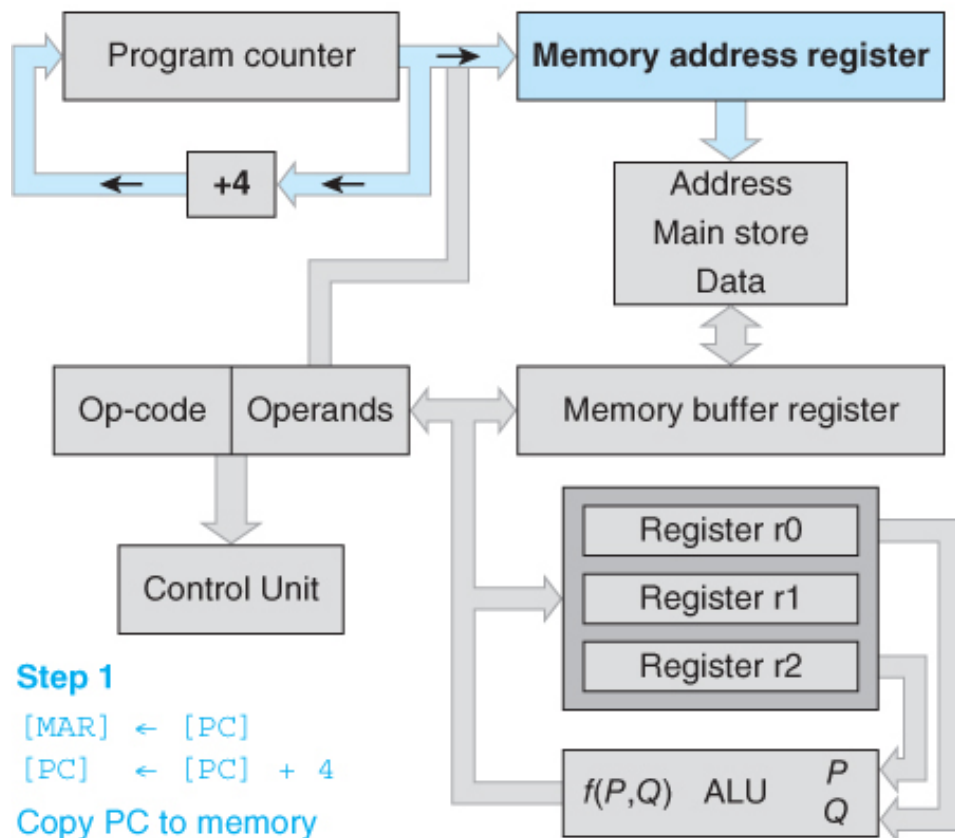 Program counter
Memory address register
+4
Address
Main store
Data
Op-code
Operands
Memory buffer register
Control Unit
Register r0
Register r1
Register r2
f(P,Q) ALU P
Q
Step 1
[MAR] ← [PC]
[PC] ← [PC] + 4
Copy PC to memory